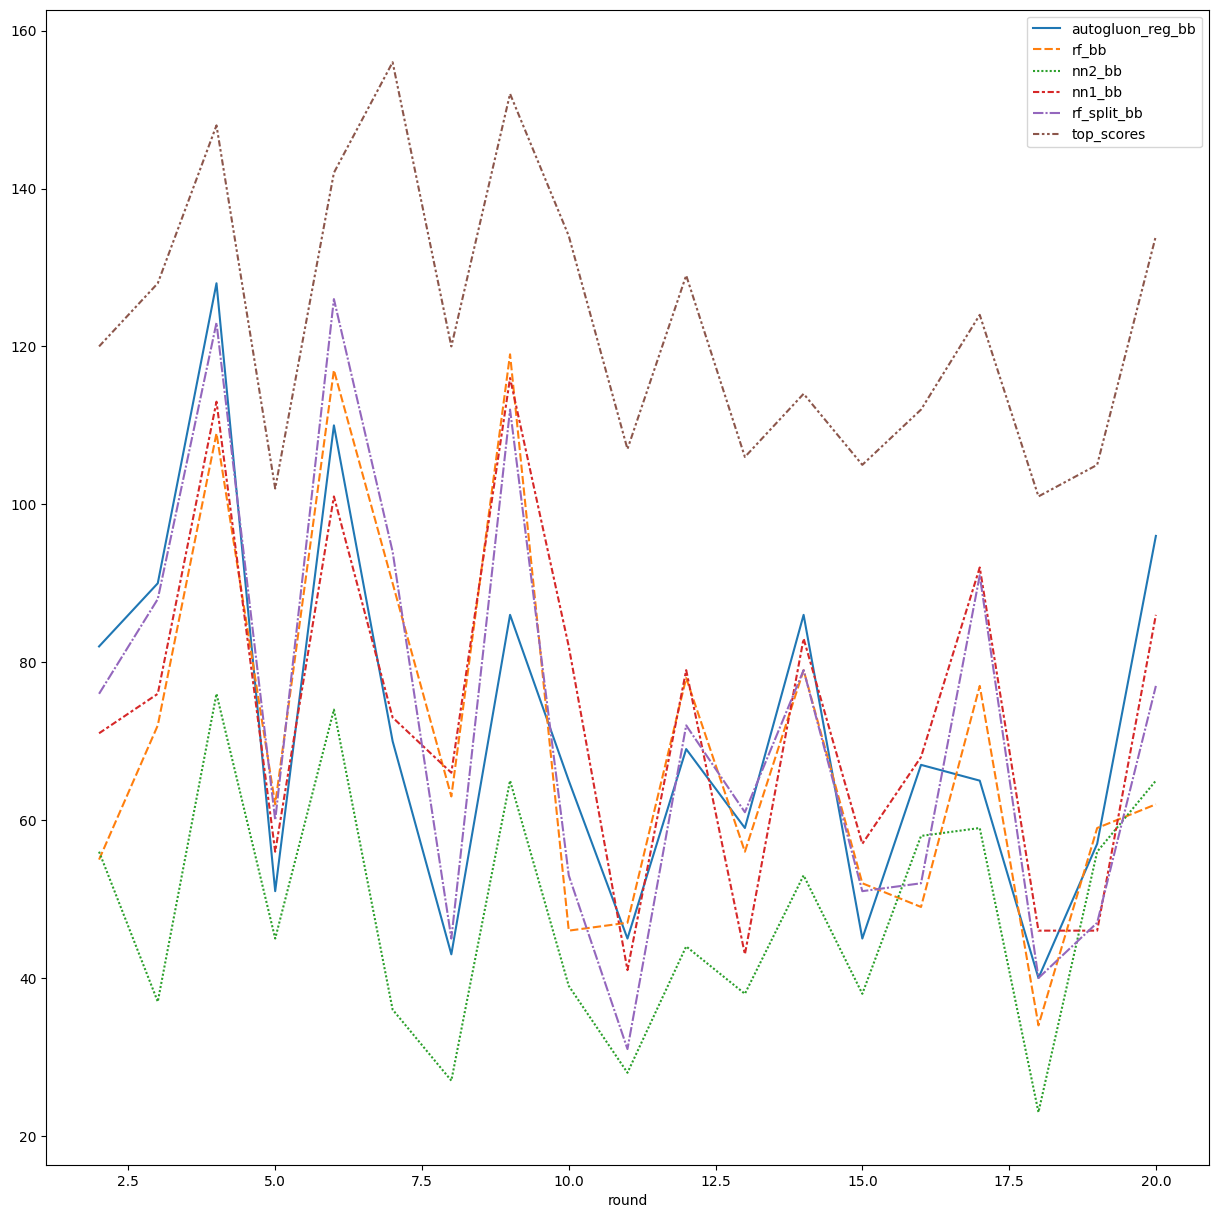 160
140
120
100
80
60
40
20
autogluon_reg_bb
rf_bb
nn2_bb
nn1_bb
rf_split_bb
top_scores
2.5 5.0 7.5 10.0 12.5 15.0 17.5 20.0
round